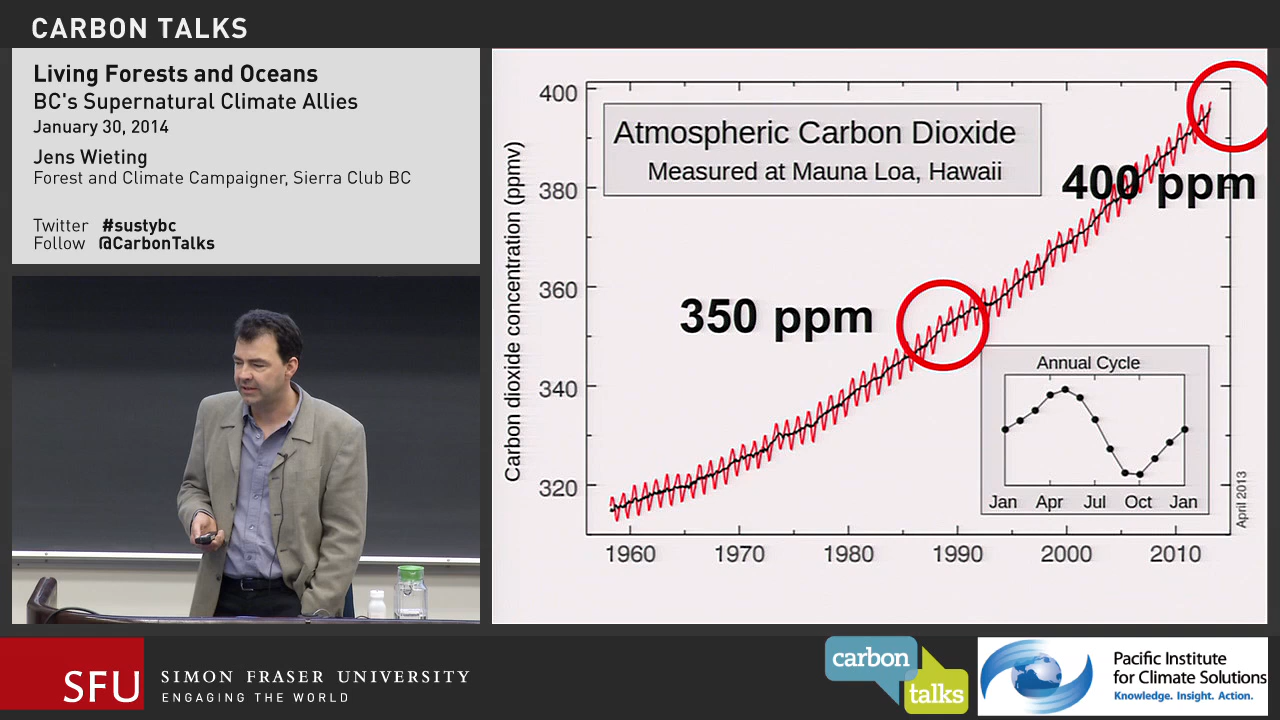 CARBON TALKS
Living Forests and Oceans
BC's Supernatural Climate Allies
January 30, 2014
Jens Wieting
Forest and Climate Campaigner, Sierra Club BC
Twitter #sustybc
Follow @CarbonTalks
Atmospheric Carbon Dioxide
Measured at Mauna Loa, Hawaii
400 ppm
350 ppm
Carbon dioxide concentration (ppmv)
400
380
360
340
320
1960 1970 1980 1990 2000 2010
Annual Cycle
Jan Apr Jul Oct Jan
April 2013
SFU
SIMON FRASER UNIVERSITY
ENGAGING THE WORLD
carbon
talks
Pacific Institute
for Climate Solutions
Knowledge. Insight. Action.